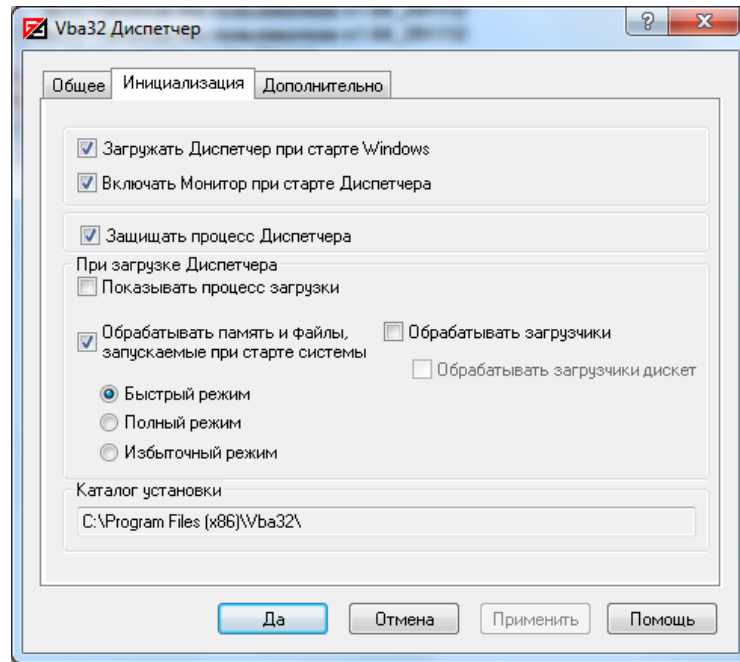 Vba32 Диспетчер
Общее Инициализация Дополнительно
Загружать Диспетчер при старте Windows
Включать Монитор при старте Диспетчера
Защищать процесс Диспетчера
При загрузке Диспетчера
Показывать процесс загрузки
Обрабатывать память и файлы,
запускаемые при старте системы
Обрабатывать загрузчики
Обрабатывать загрузчики дискет
Быстрый режим
Полный режим
Избыточный режим
Каталог установки
C:\Program Files (x86)\Vba32\
Да Отмена Применить Помощь